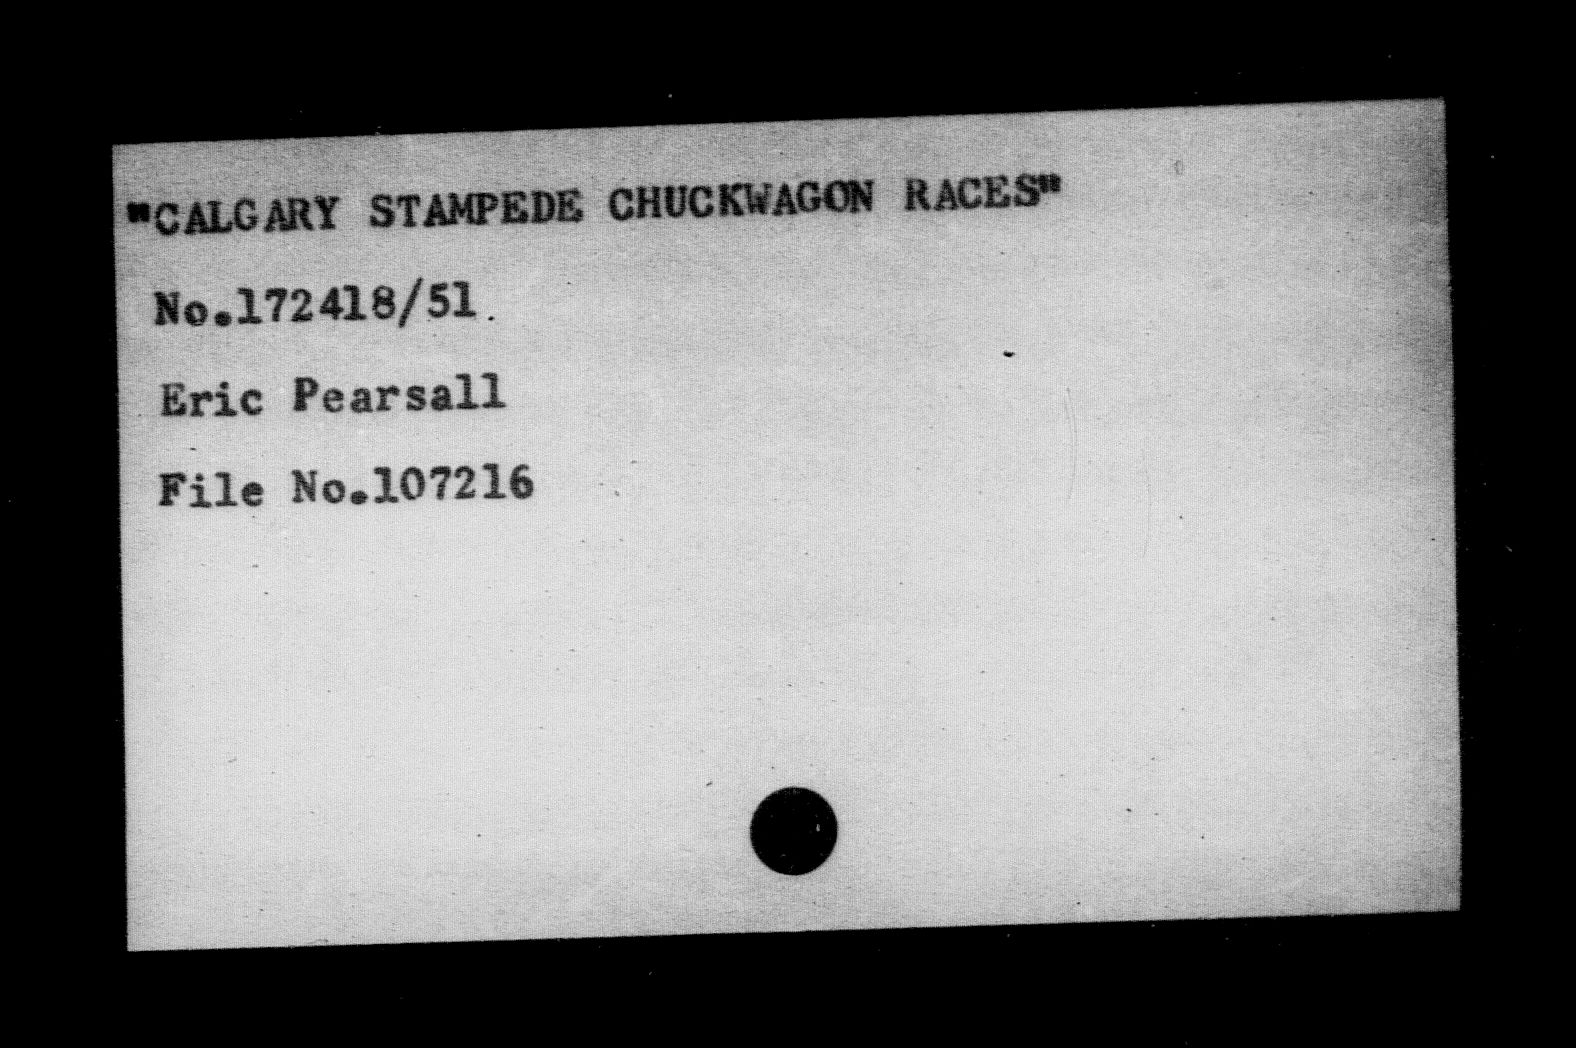 "CALGARY STAMPEDE CHUCKWAGON RACES"
No.172418/51.
Eric Pearsall
File No.107216